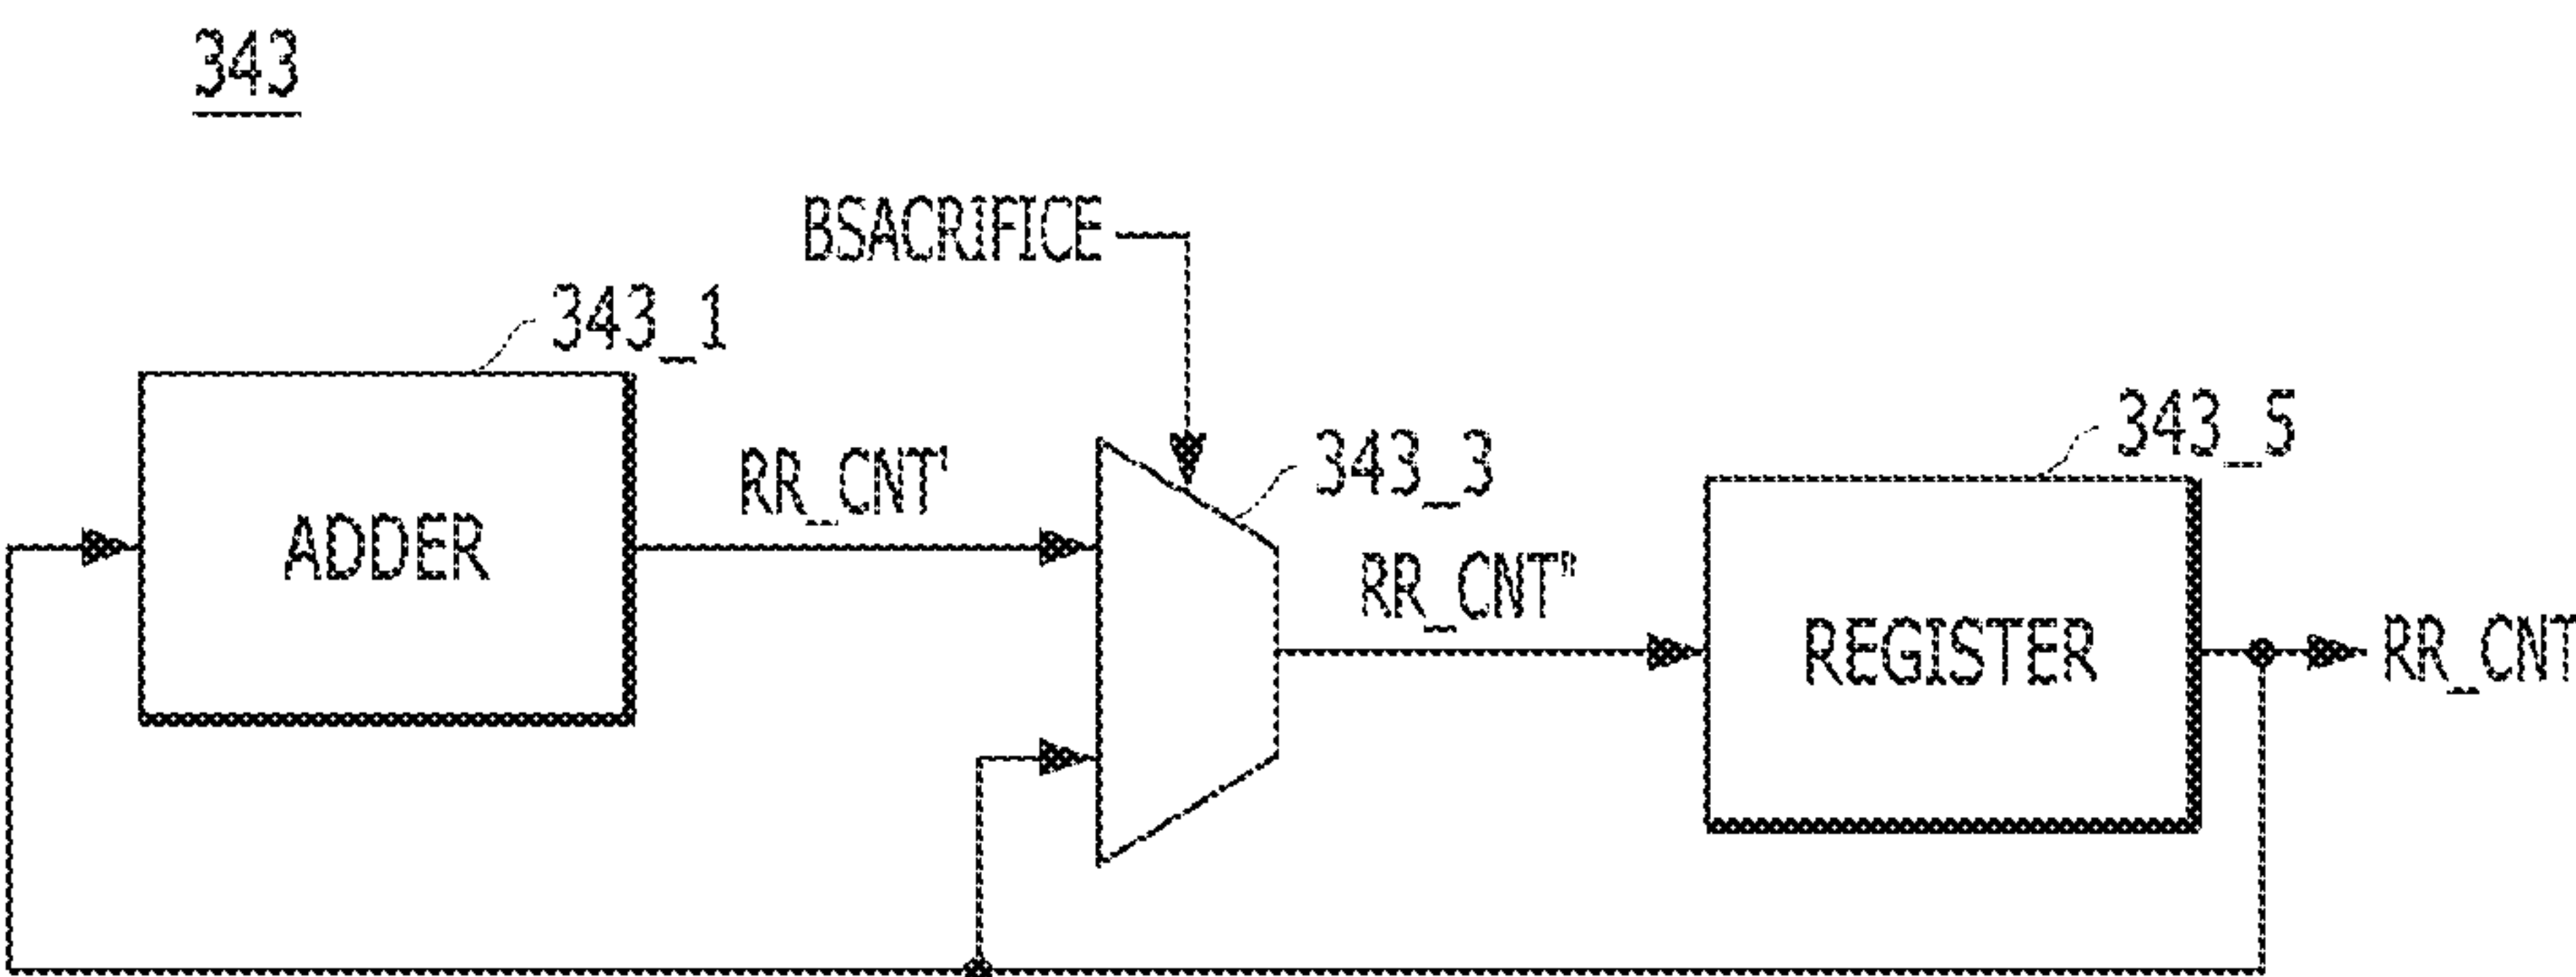 343
BSACRIFICE
343_1
343_5
RR_CNT'
343_3
ADDER
RR_CNT"
REGISTER
RR_CNT